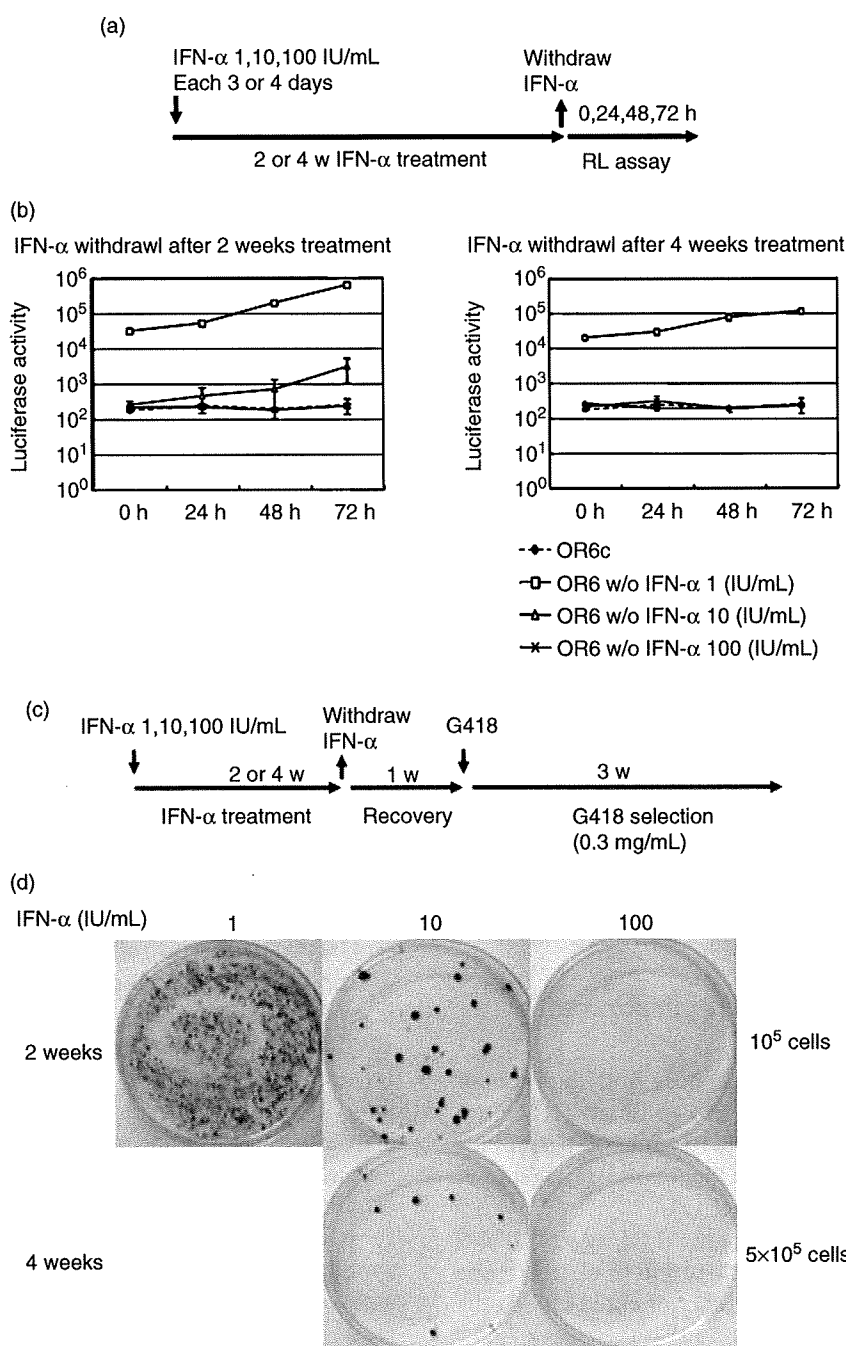 (a)
IFN-α 1,10,100 IU/mL
Each 3 or 4 days
Withdraw
IFN-α
0,24,48,72 h
2 or 4 w IFN-α treatment
RL assay
(b)
IFN-α withdrawl after 2 weeks treatment
Luciferase activity
10⁶
10⁵
10⁴
10³
10²
10¹
10⁰
0 h 24 h 48 h 72 h
IFN-α withdrawl after 4 weeks treatment
Luciferase activity
10⁶
10⁵
10⁴
10³
10²
10¹
10⁰
0 h 24 h 48 h 72 h
OR6c
OR6 w/o IFN-α 1 (IU/mL)
OR6 w/o IFN-α 10 (IU/mL)
OR6 w/o IFN-α 100 (IU/mL)
(c)
IFN-α 1,10,100 IU/mL
Withdraw
IFN-α
G418
2 or 4 w
1 w
3 w
IFN-α treatment
Recovery
G418 selection
(0.3 mg/mL)
(d)
IFN-α (IU/mL) 1 10 100
2 weeks
10⁵ cells
4 weeks
5×10⁵ cells